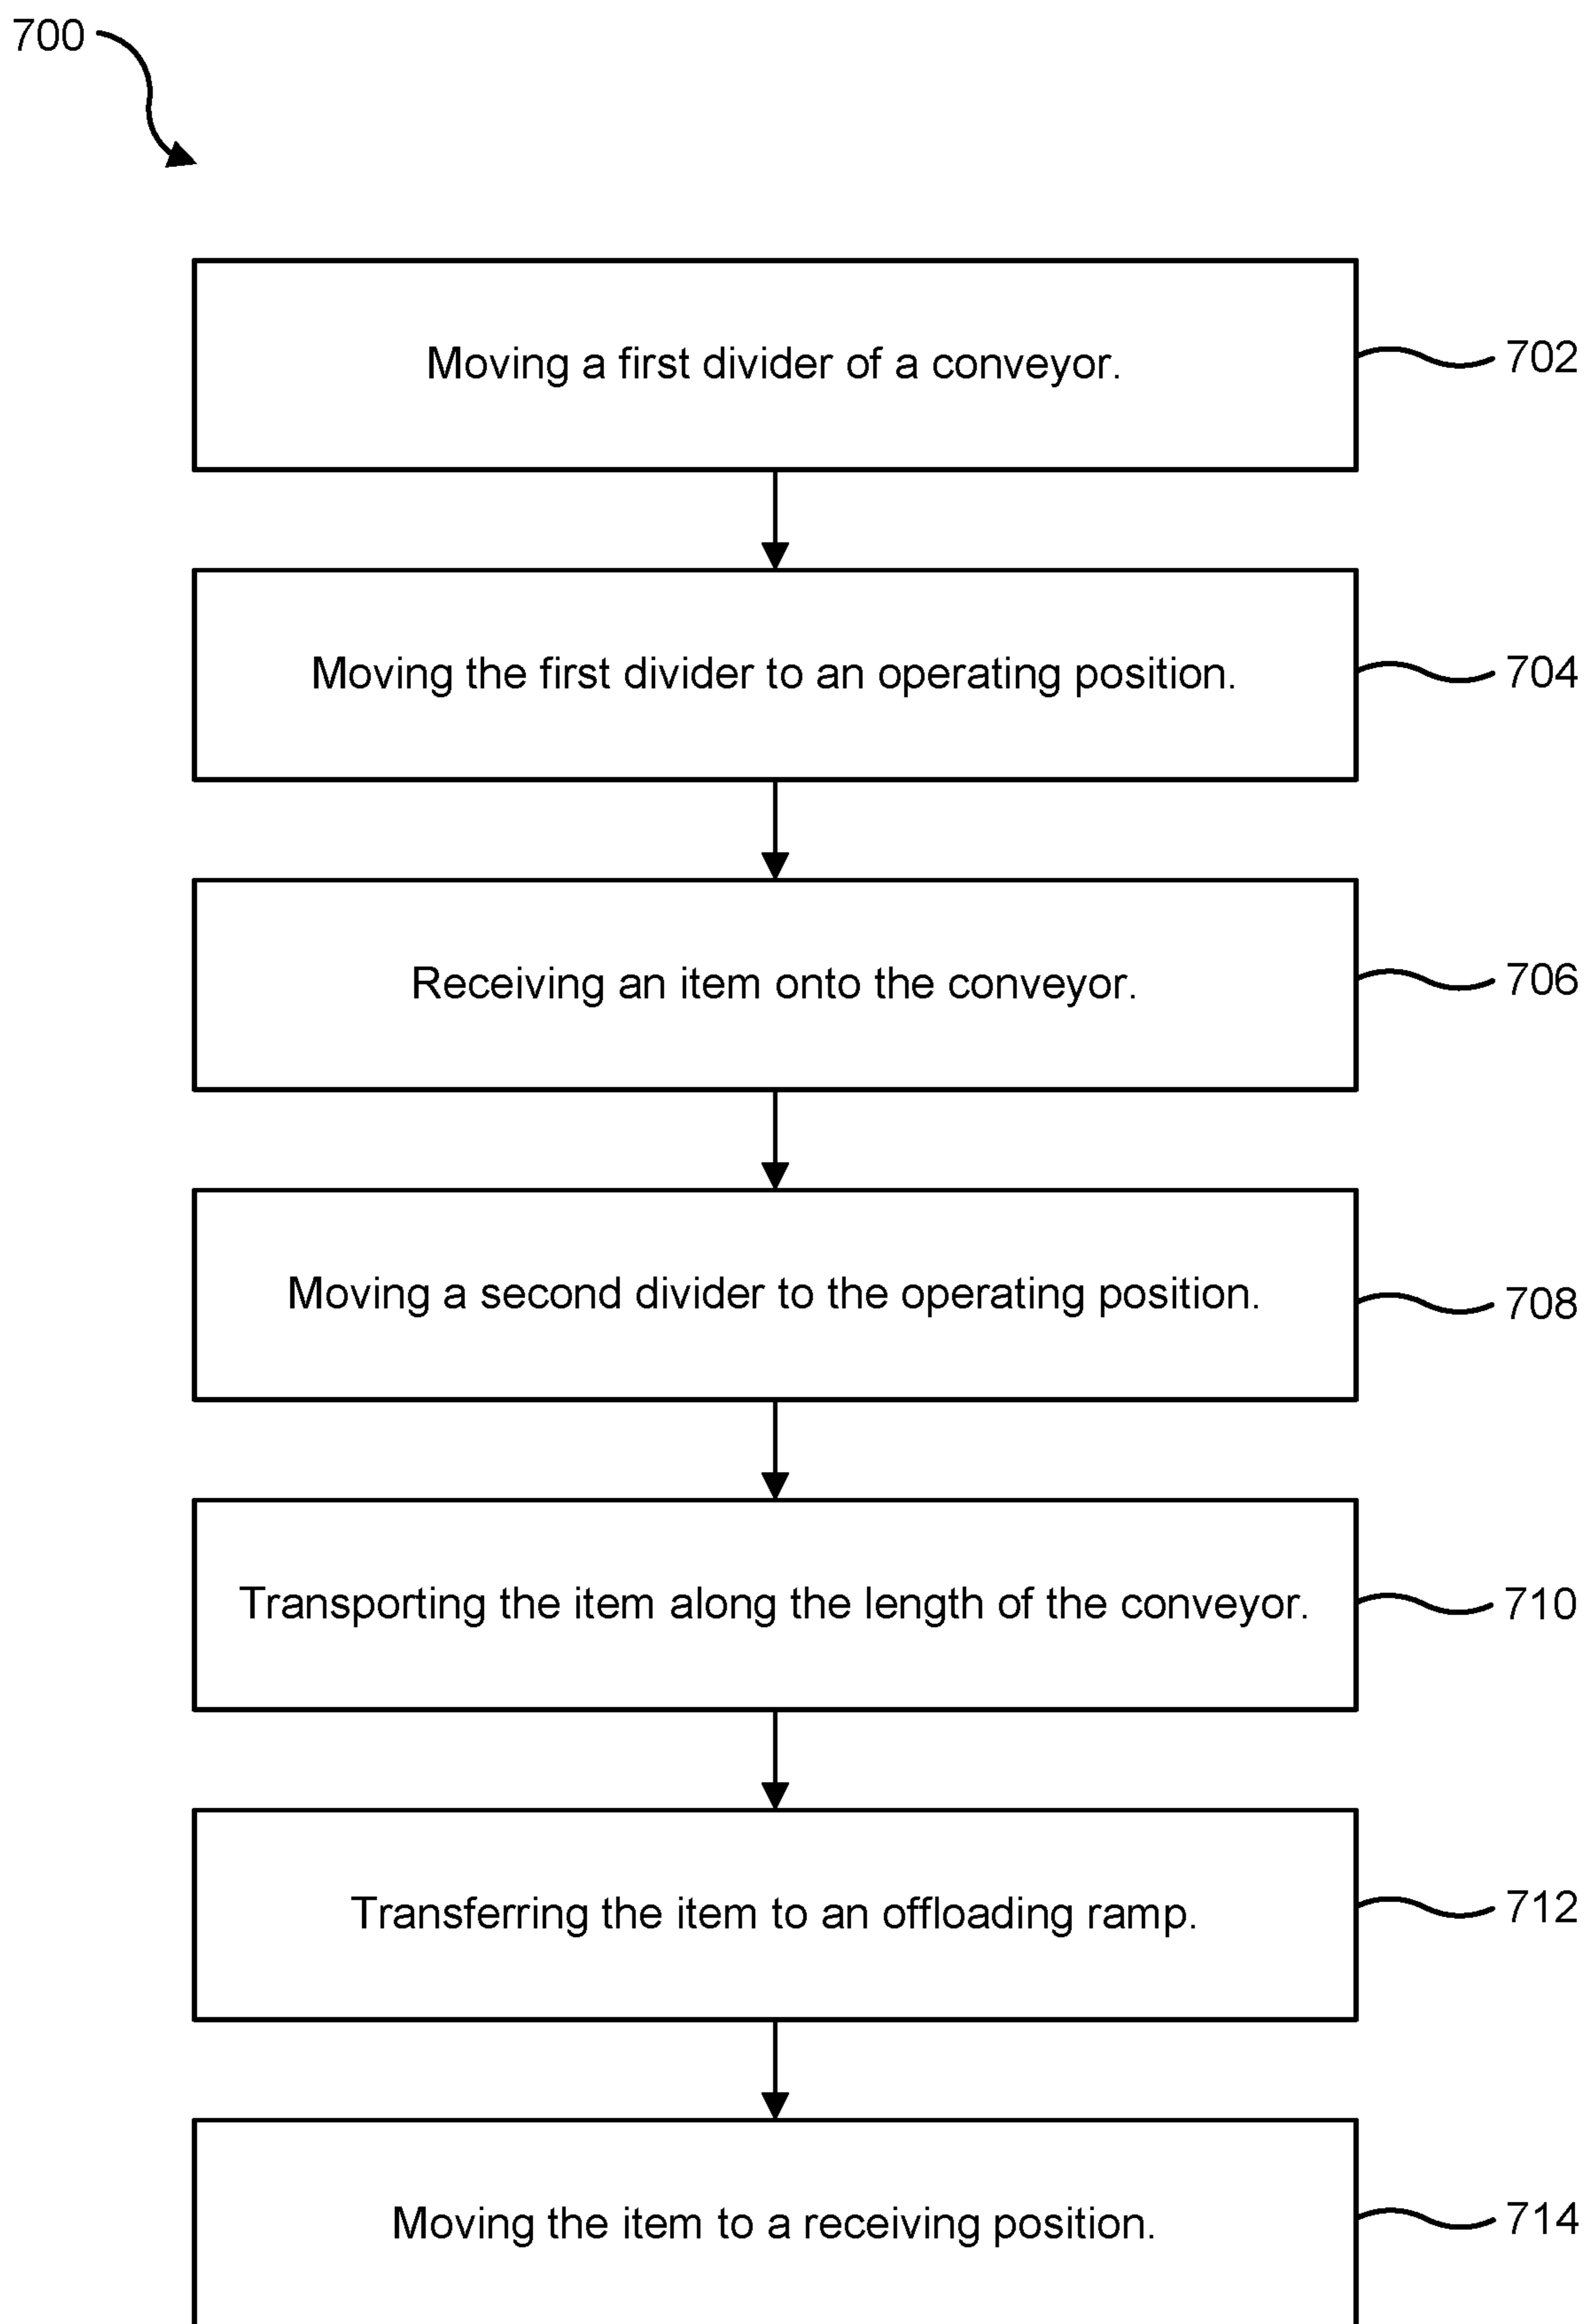 700
Moving a first divider of a conveyor.
702
Moving the first divider to an operating position.
704
Receiving an item onto the conveyor.
706
Moving a second divider to the operating position.
708
Transporting the item along the length of the conveyor.
710
Transferring the item to an offloading ramp.
712
Moving the item to a receiving position.
714